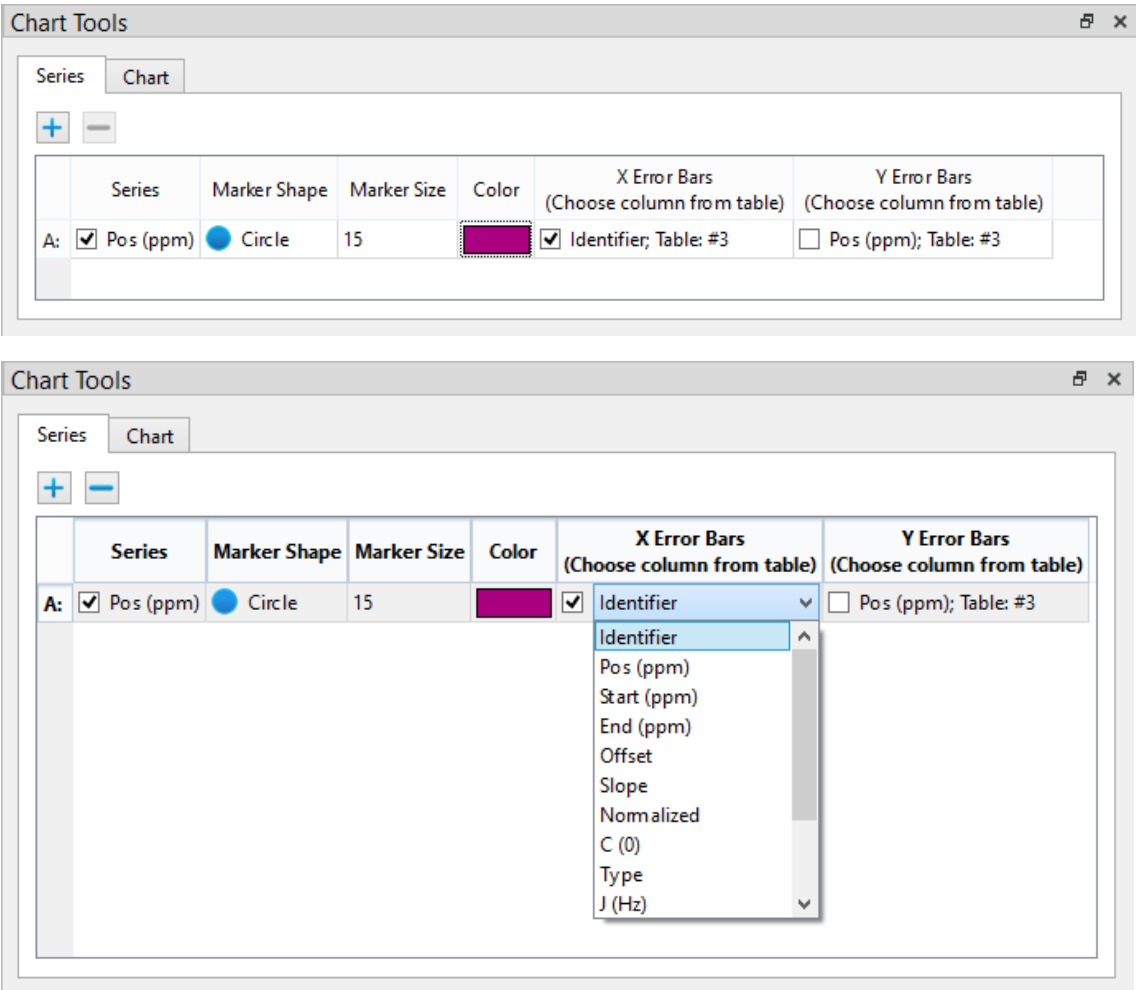 Chart Tools
Series Chart
Series Marker Shape Marker Size Color X Error Bars (Choose column from table) Y Error Bars (Choose column from table)
A: Pos (ppm) Circle 15 Identifier; Table: #3 Pos (ppm); Table: #3
Chart Tools
Series Chart
Series Marker Shape Marker Size Color X Error Bars (Choose column from table) Y Error Bars (Choose column from table)
A: Pos (ppm) Circle 15 Identifier Pos (ppm); Table: #3
Identifier
Pos (ppm)
Start (ppm)
End (ppm)
Offset
Slope
Normalized
C (0)
Type
J (Hz)